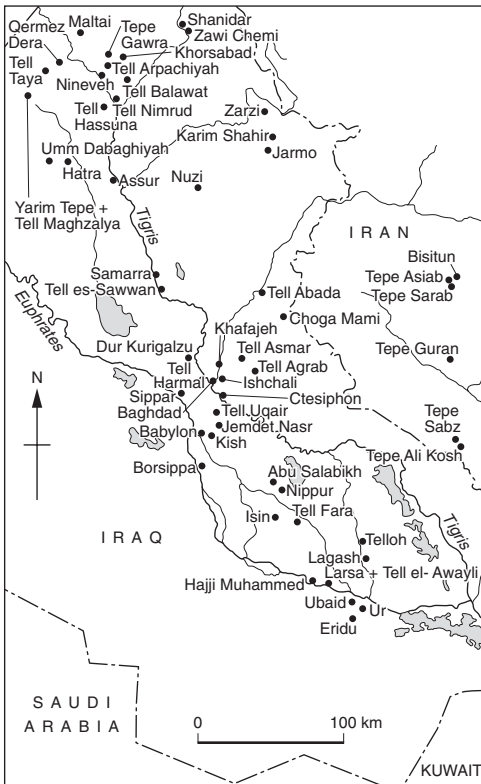 Shanidar
Zawi Chemi
Qermez
Dera
Maltai
Tepe
Gawra
Khorsabad
Tell
Taya
Tell Arpachiyah
Nineveh
Tell Balawat
Tell
Hassuna
Tell Nimrud
Zarzi
Karim Shahir
Jarmo
Umm Dabaghiyah
Hatra
Assur
Nuzi
Yarim Tepe +
Tell Maghzalya
Tigris
IRAN
Bisitun
Tepe Asiab
Tepe Sarab
Samarra
Tell es-Sawwan
Tell Abada
Euphrates
Choga Mami
Khafajeh
Dur Kurigalzu
Tell Asmar
Tepe Guran
Tell
Harmal
Tell Agrab
Ishchali
N
Sippar
Baghdad
Ctesiphon
Tell Uqair
Jemdet Nasr
Babylon
Kish
Tepe
Sabz
Tepe Ali Kosh
Borsippa
Abu Salabikh
Nippur
Isin
Tell Fara
Tigris
IRAQ
Telloh
Lagash
Hajji Muhammed
Larsa + Tell el- Awayli
Ubaid
Ur
Eridu
SAUDI
ARABIA
0
100 km
KUWAIT